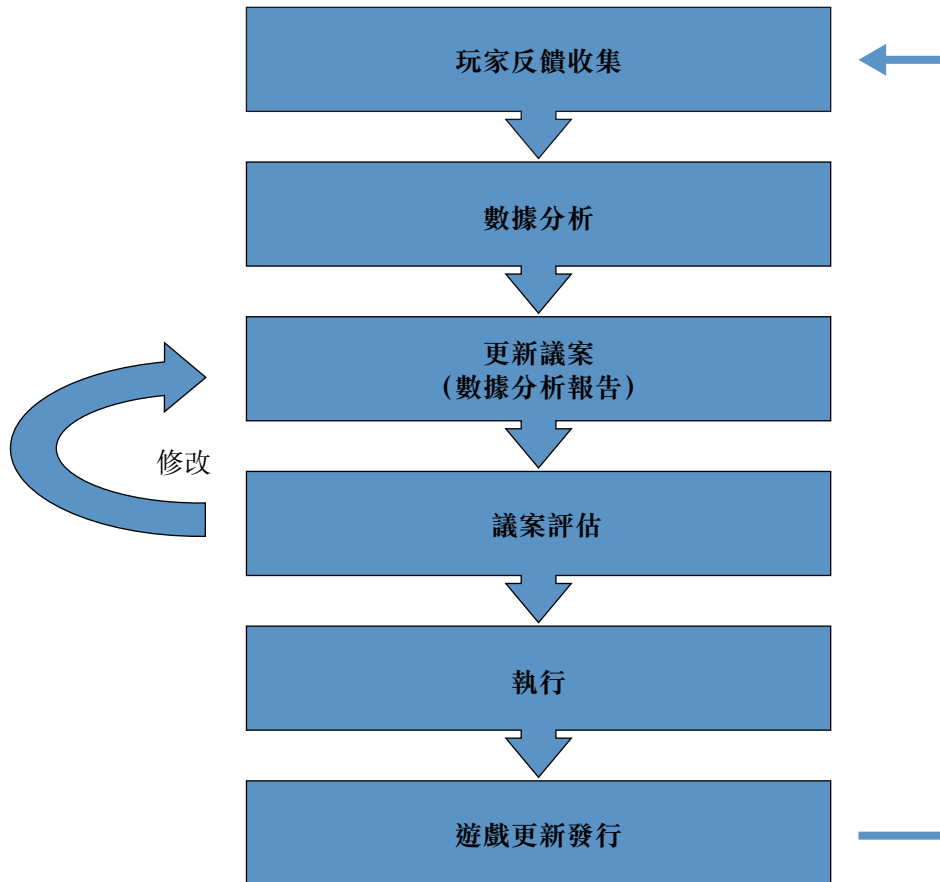 玩家反饋收集
數據分析
更新議案
(數據分析報告)
修改
議案評估
執行
遊戲更新發行